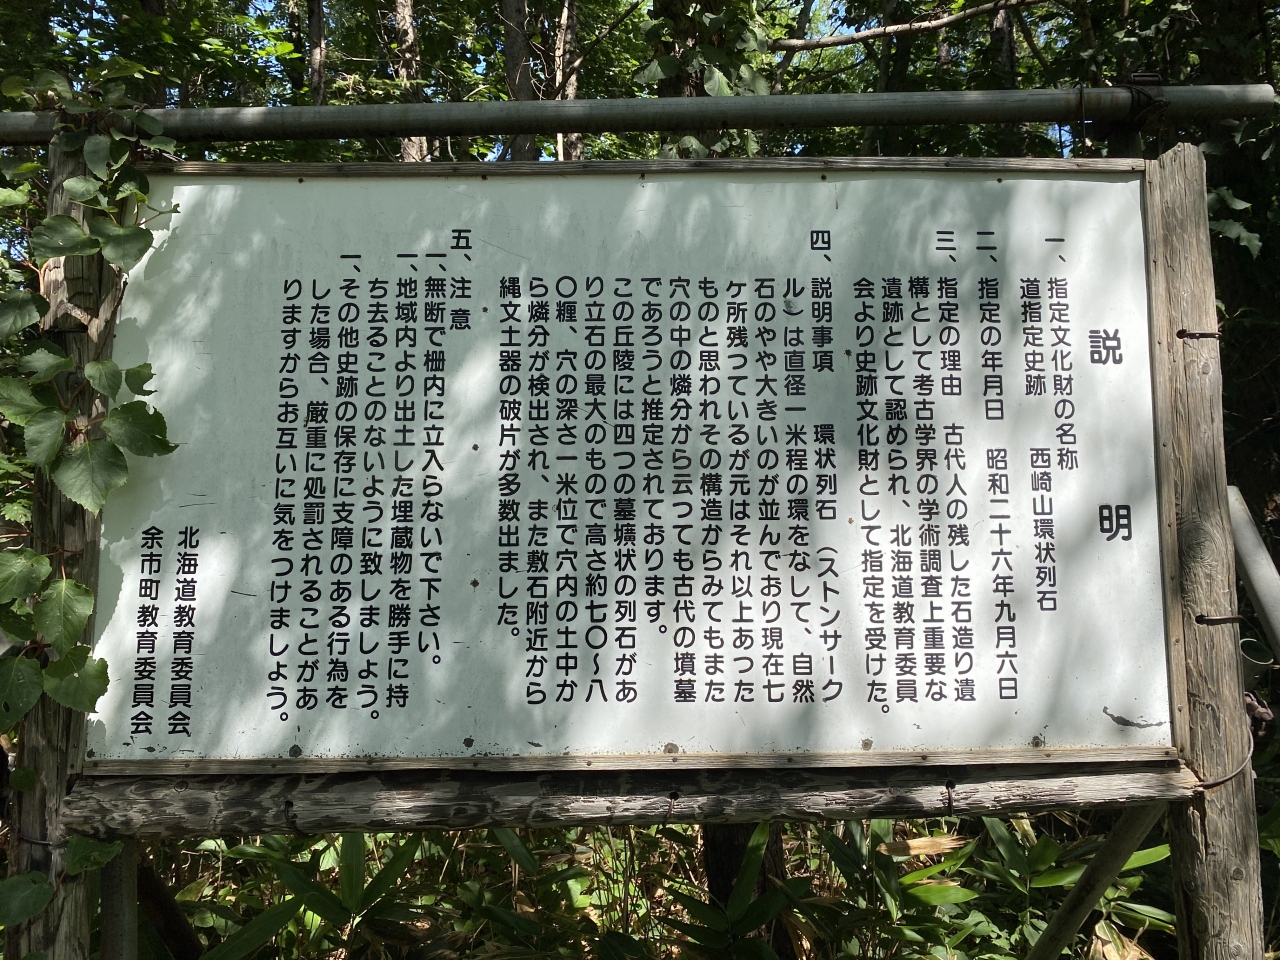 説明
一、指定文化財の名称
道指定史跡　西崎山環状列石
二、指定の年月日　昭和二十六年九月六日
三、指定の理由　古代人の残した石造り遺
構として考古学界の学術調査上重要な
遺跡として認められ、北海道教育委員
会より史跡文化財として指定を受けた。
四、説明事項　環状列石　（ストンサーク
ル）は直径一米程の環をなして、自然
石のやや大きいのが並んでおり現在七
ヶ所残つているが元はそれ以上あつた
ものと思われその構造からみてもまた
穴の中の燐分から云つても古代の墳墓
であろうと推定されております。
この丘陵には四つの墓壙状の列石があ
り立石の最大のもので高さ約七〇〜八
〇糎、穴の深さ一米位で穴内の土中か
ら燐分が検出され、また敷石附近から
縄文土器の破片が多数出ました。
五、注意
一、無断で柵内に立入らないで下さい。
一、地域内より出土した埋蔵物を勝手に持
ち去ることのないように致しましよう。
一、その他史跡の保存に支障のある行為を
した場合、厳重に処罰されることがあ
りますからお互いに気をつけましよう。
北海道教育委員会
余市町教育委員会